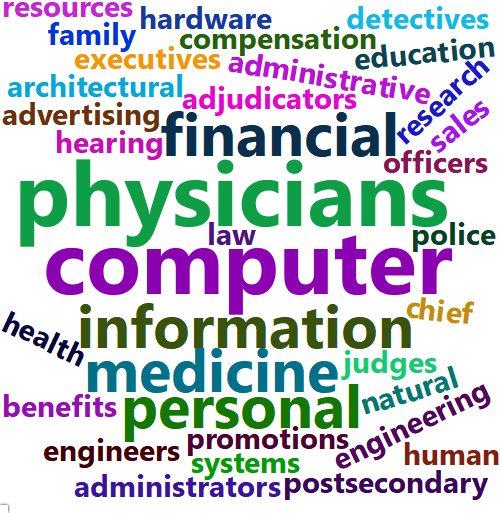 resources
hardware
detectives
family
compensation
education
executives
administrative
architectural
adjudicators
research
advertising
sales
hearing
financial
officers
physicians
law
police
computer
chief
information
health
judges
medicine
natural
benefits
personal
engineering
promotions
engineers
human
systems
administrators
postsecondary